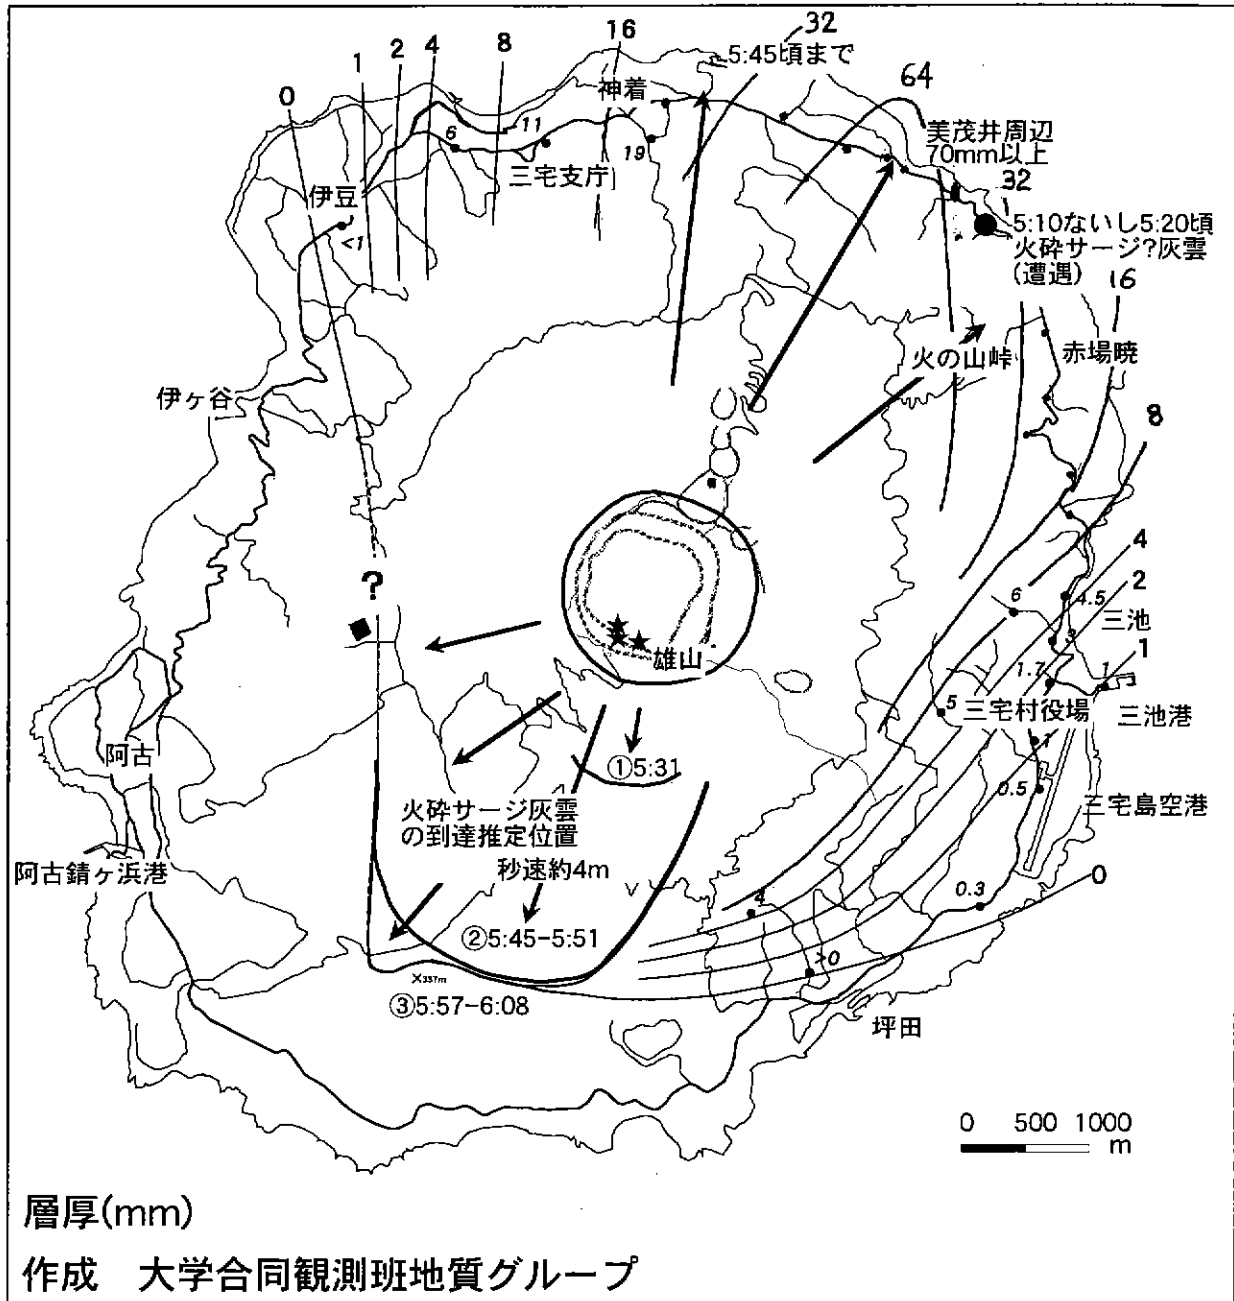 0
1
2
4
8
16
32
5:45頃まで
64
神着
美茂井周辺
70mm以上
32
11
6
19
三宅支庁
伊豆
<1
5:10ないし5:20頃
火砕サージ?灰雲
(遭遇)
16
火の山峠
赤場暁
伊ヶ谷
8
4
2
?
6
4.5
三池
3
雄山
1
1.7
1
5
三宅村役場
三池港
1
阿古
①5:31
0.5
三宅島空港
火砕サージ灰雲
の到達推定位置
秒速約4m
阿古錆ヶ浜港
0
0.3
4
②5:45-5:51
>0
×337m
③5:57-6:08
坪田
0 500 1000
m
層厚(mm)
作成 大学合同観測班地質グループ